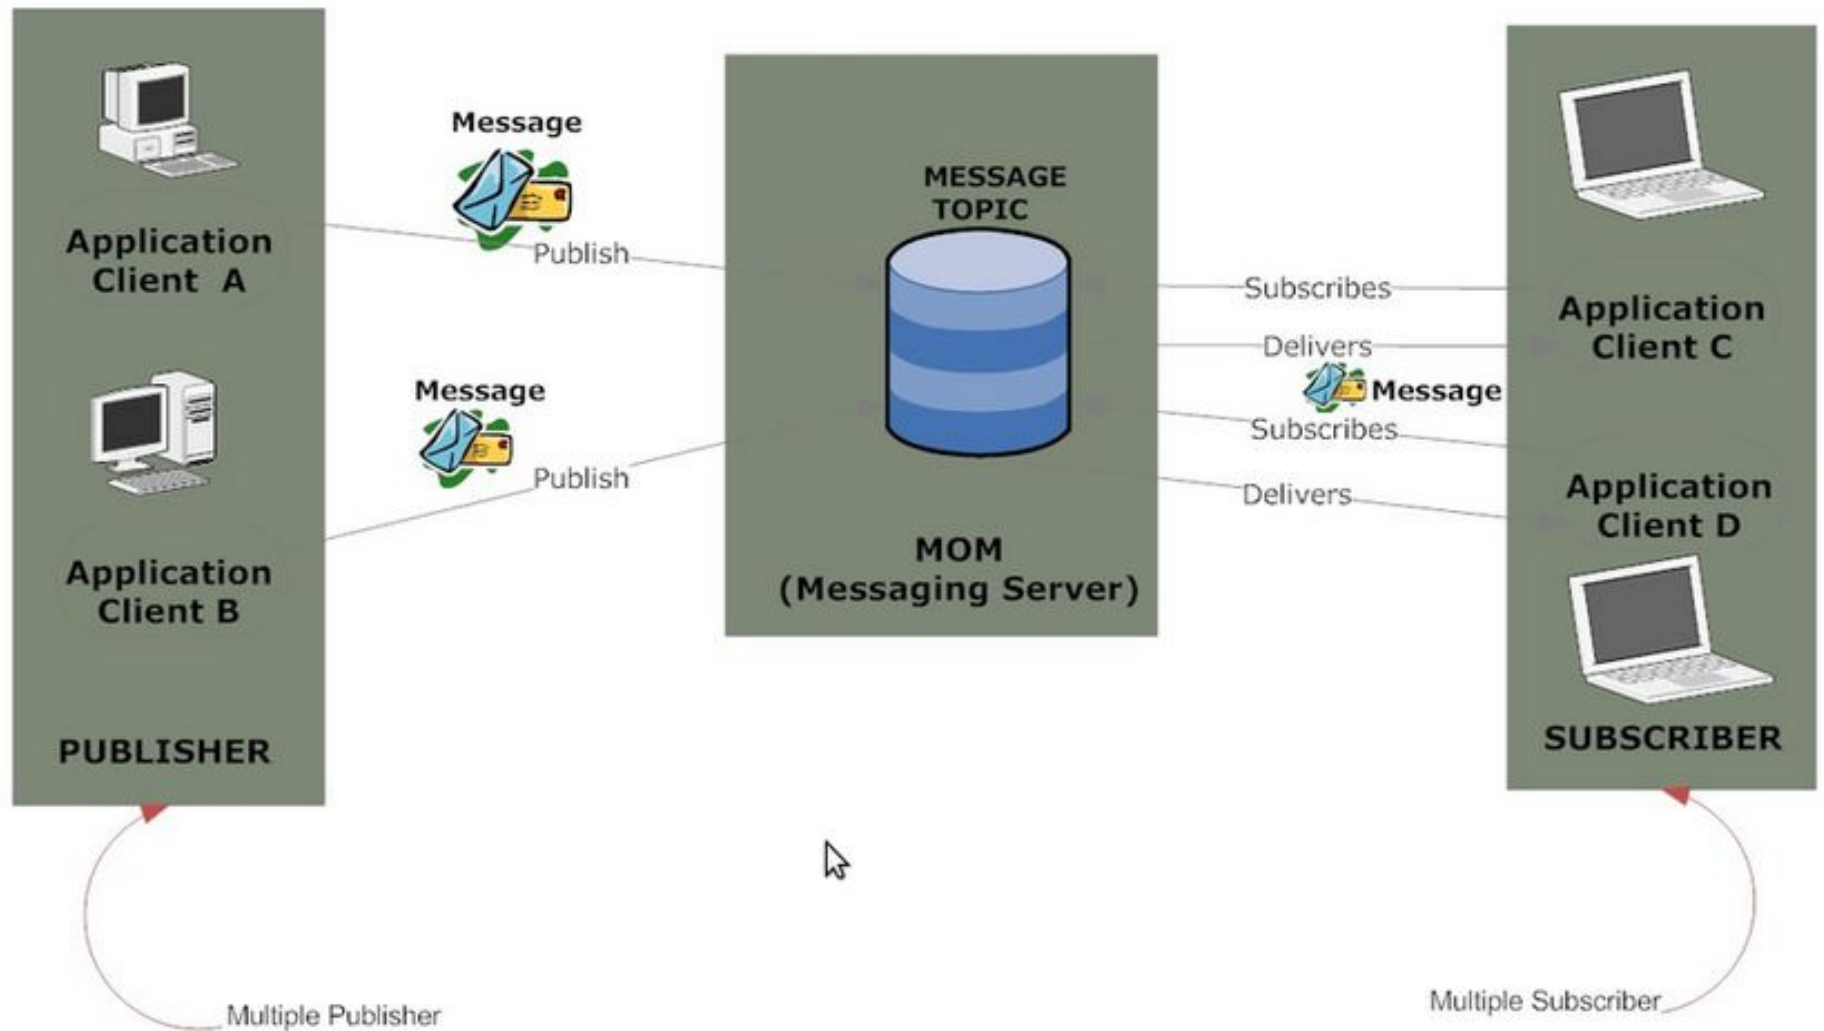 Application
Client A
Application
Client B
PUBLISHER
Multiple Publisher
Message
Publish
Message
Publish
MESSAGE
TOPIC
MOM
(Messaging Server)
Subscribes
Delivers
Message
Subscribes
Delivers
Application
Client C
Application
Client D
SUBSCRIBER
Multiple Subscriber